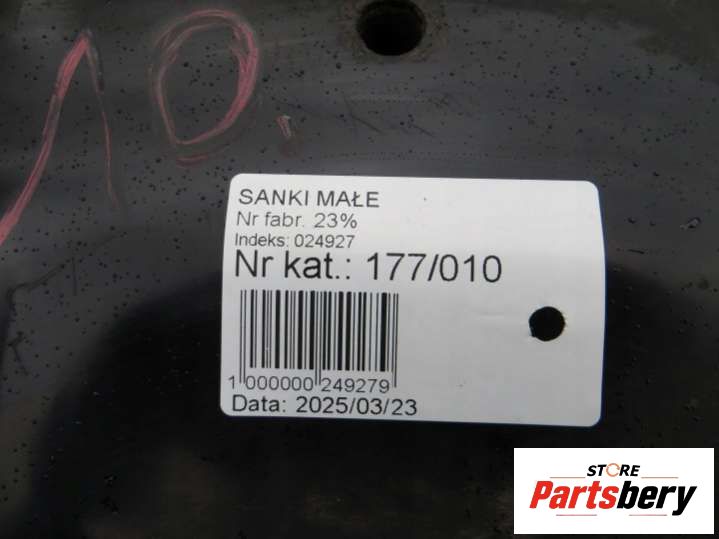 10.
SANKI MAŁE
Nr fabr. 23%
Indeks: 024927
Nr kat.: 177/010
1 000000 249279
Data: 2025/03/23
STORE
Partsbery